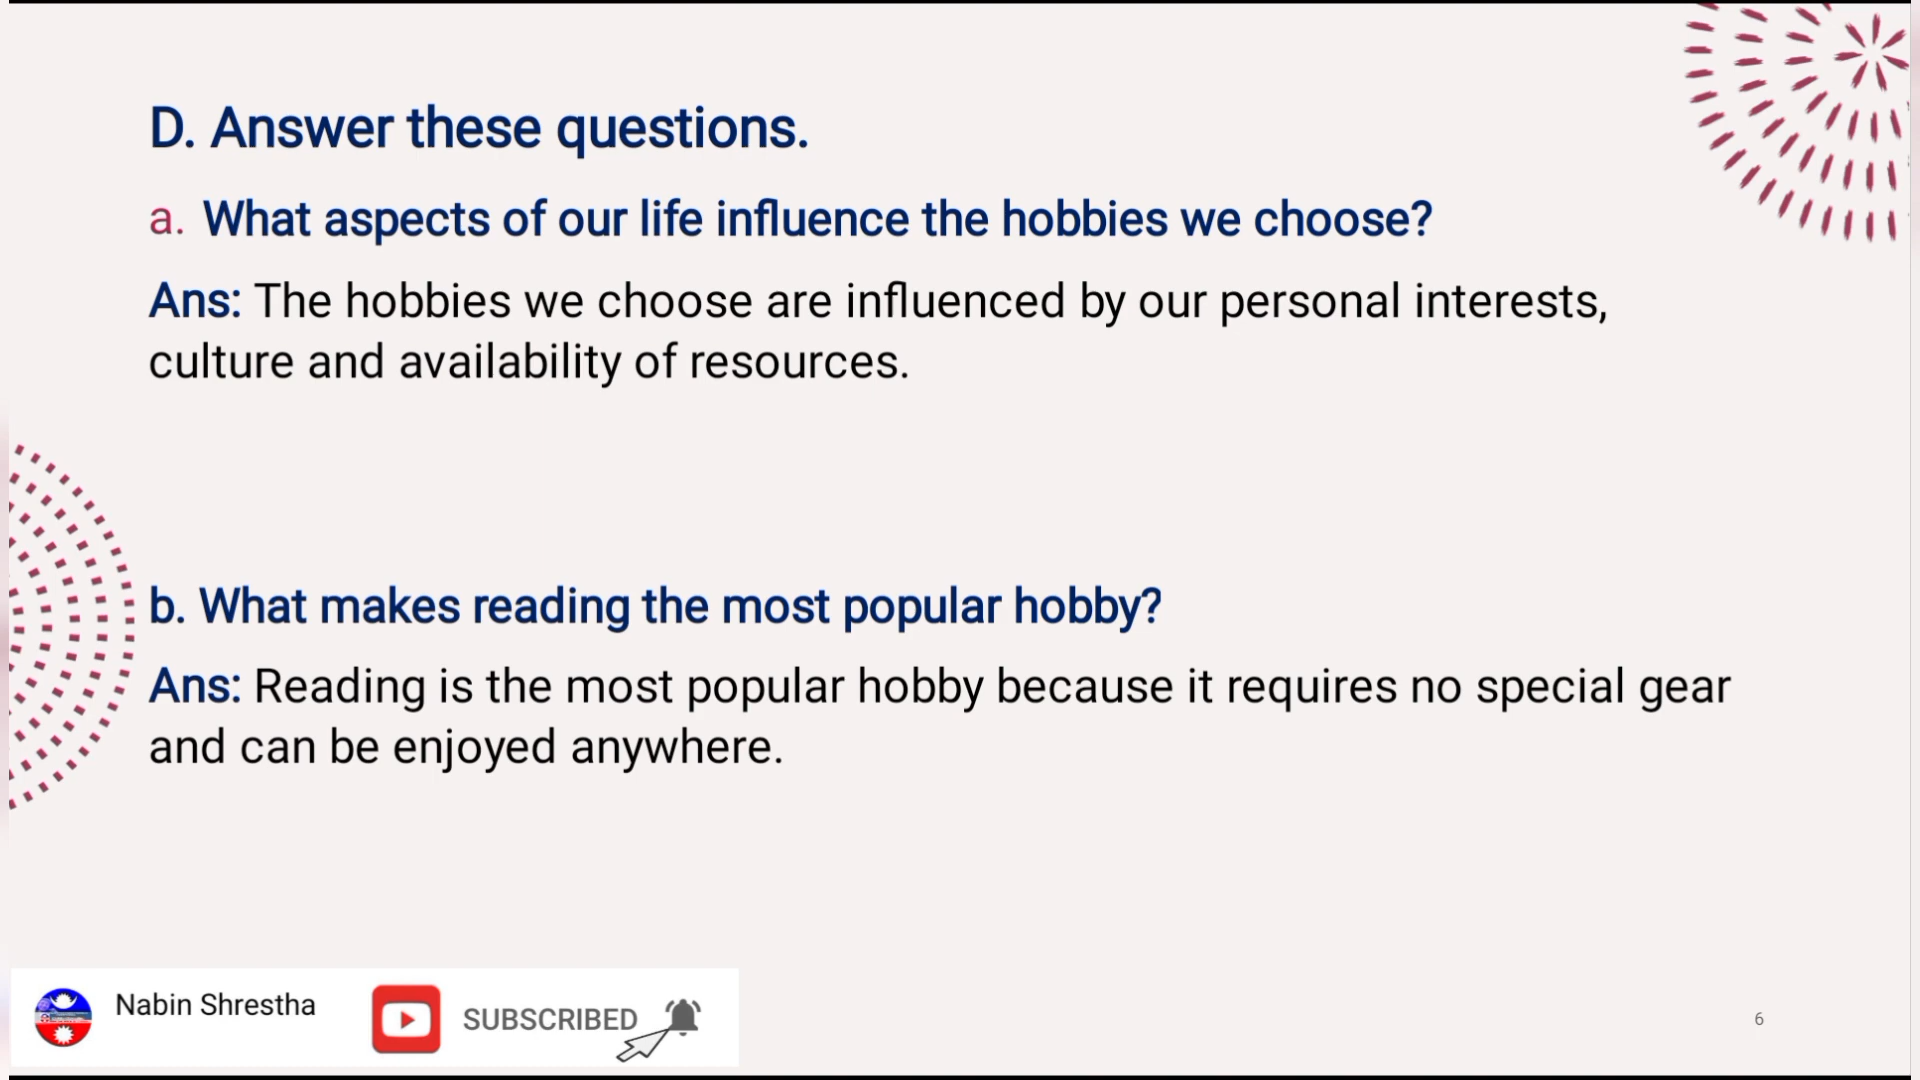 D. Answer these questions.
a. What aspects of our life influence the hobbies we choose?
Ans: The hobbies we choose are influenced by our personal interests,
culture and availability of resources.
b. What makes reading the most popular hobby?
Ans: Reading is the most popular hobby because it requires no special gear
and can be enjoyed anywhere.
Nabin Shrestha
SUBSCRIBED
6